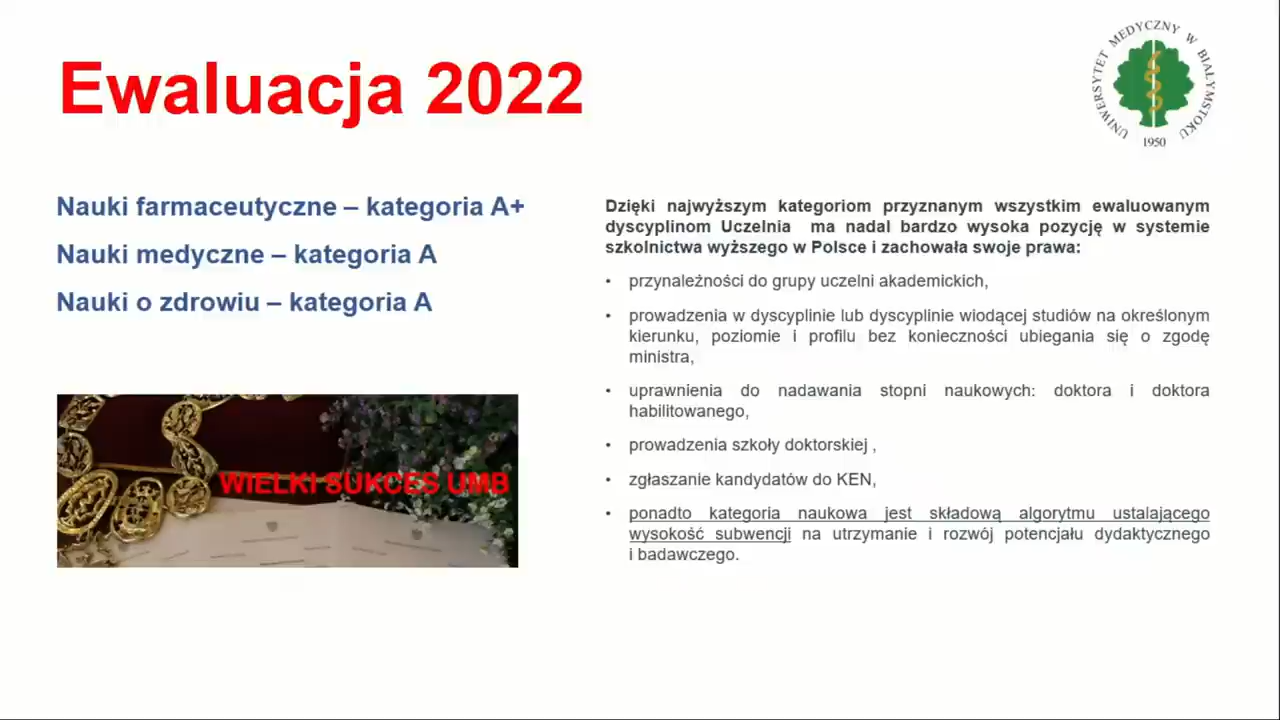 Ewaluacja 2022
UNIWERSYTET MEDYCZNY W BIAŁYMSTOKU
1950
Nauki farmaceutyczne – kategoria A+
Nauki medyczne – kategoria A
Nauki o zdrowiu – kategoria A
WIELKI SUKCES UMB
Dzięki najwyższym kategoriom przyznanym wszystkim ewaluowanym
dyscyplinom Uczelnia ma nadal bardzo wysoka pozycję w systemie
szkolnictwa wyższego w Polsce i zachowała swoje prawa:
• przynależności do grupy uczelni akademickich,
• prowadzenia w dyscyplinie lub dyscyplinie wiodącej studiów na określonym
kierunku, poziomie i profilu bez konieczności ubiegania się o zgodę
ministra,
• uprawnienia do nadawania stopni naukowych: doktora i doktora
habilitowanego,
• prowadzenia szkoły doktorskiej ,
• zgłaszanie kandydatów do KEN,
• ponadto kategoria naukowa jest składową algorytmu ustalającego
wysokość subwencji na utrzymanie i rozwój potencjału dydaktycznego
i badawczego.